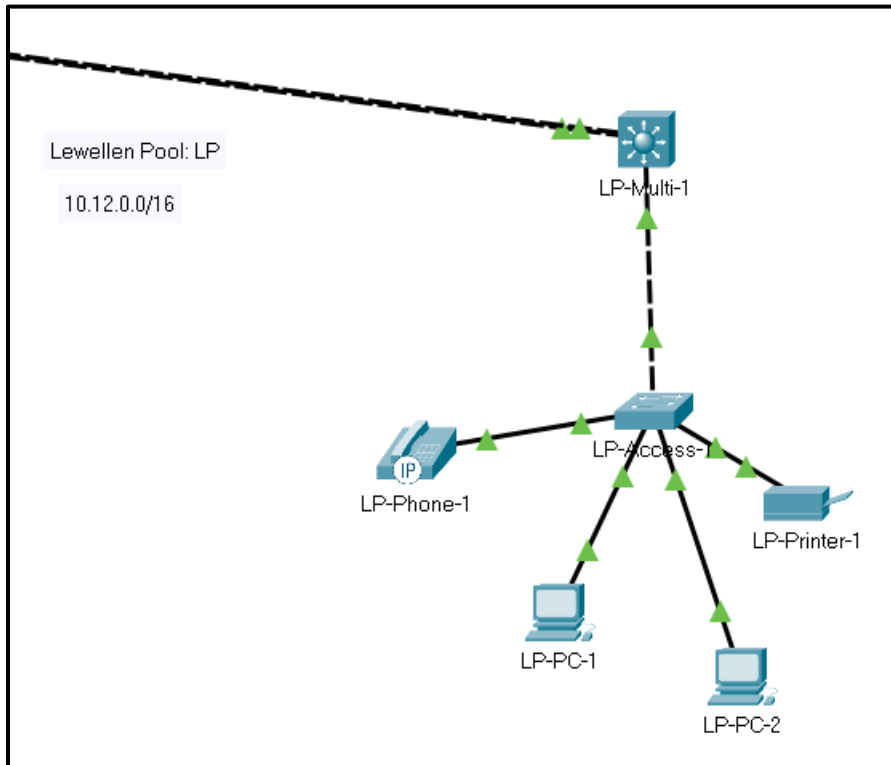 Lewellen Pool: LP
10.12.0.0/16
LP-Multi-1
LP-Access-1
IP
LP-Phone-1
LP-Printer-1
LP-PC-1
LP-PC-2